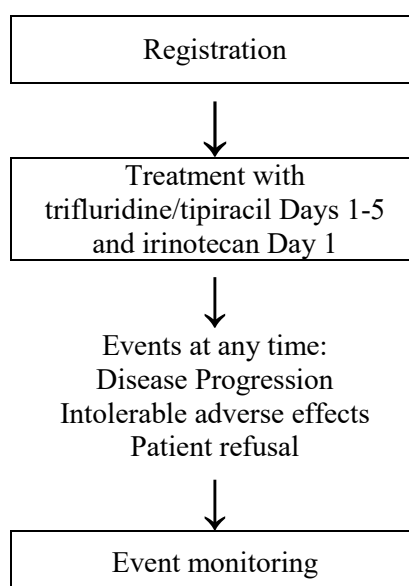 Registration
Treatment with
trifluridine/tipiracil Days 1-5
and irinotecan Day 1
Events at any time:
Disease Progression
Intolerable adverse effects
Patient refusal
Event monitoring